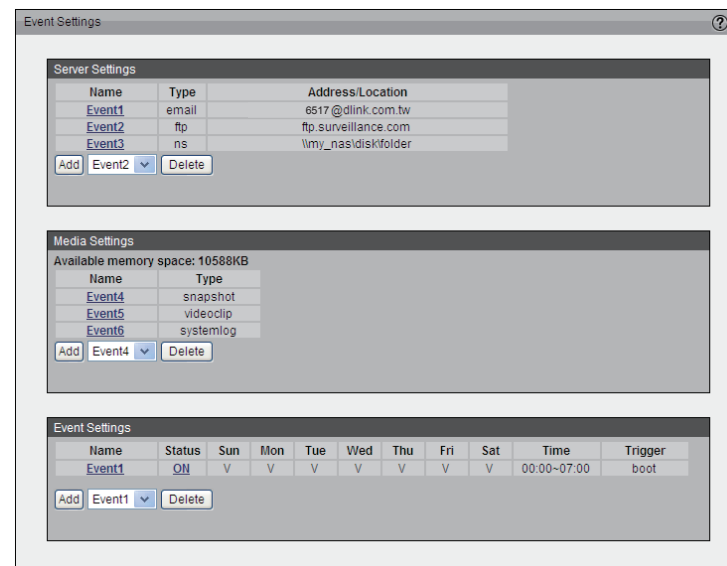 Event Settings ?
Server Settings
Name Type Address/Location
Event1 email 6517@dlink.com.tw
Event2 ftp ftp.surveillance.com
Event3 ns \\my_nas\disk\folder
Add Event2 Delete
Media Settings
Available memory space: 10588KB
Name Type
Event4 snapshot
Event5 videoclip
Event6 systemlog
Add Event4 Delete
Event Settings
Name Status Sun Mon Tue Wed Thu Fri Sat Time Trigger
Event1 ON V V V V V V V 00:00~07:00 boot
Add Event1 Delete